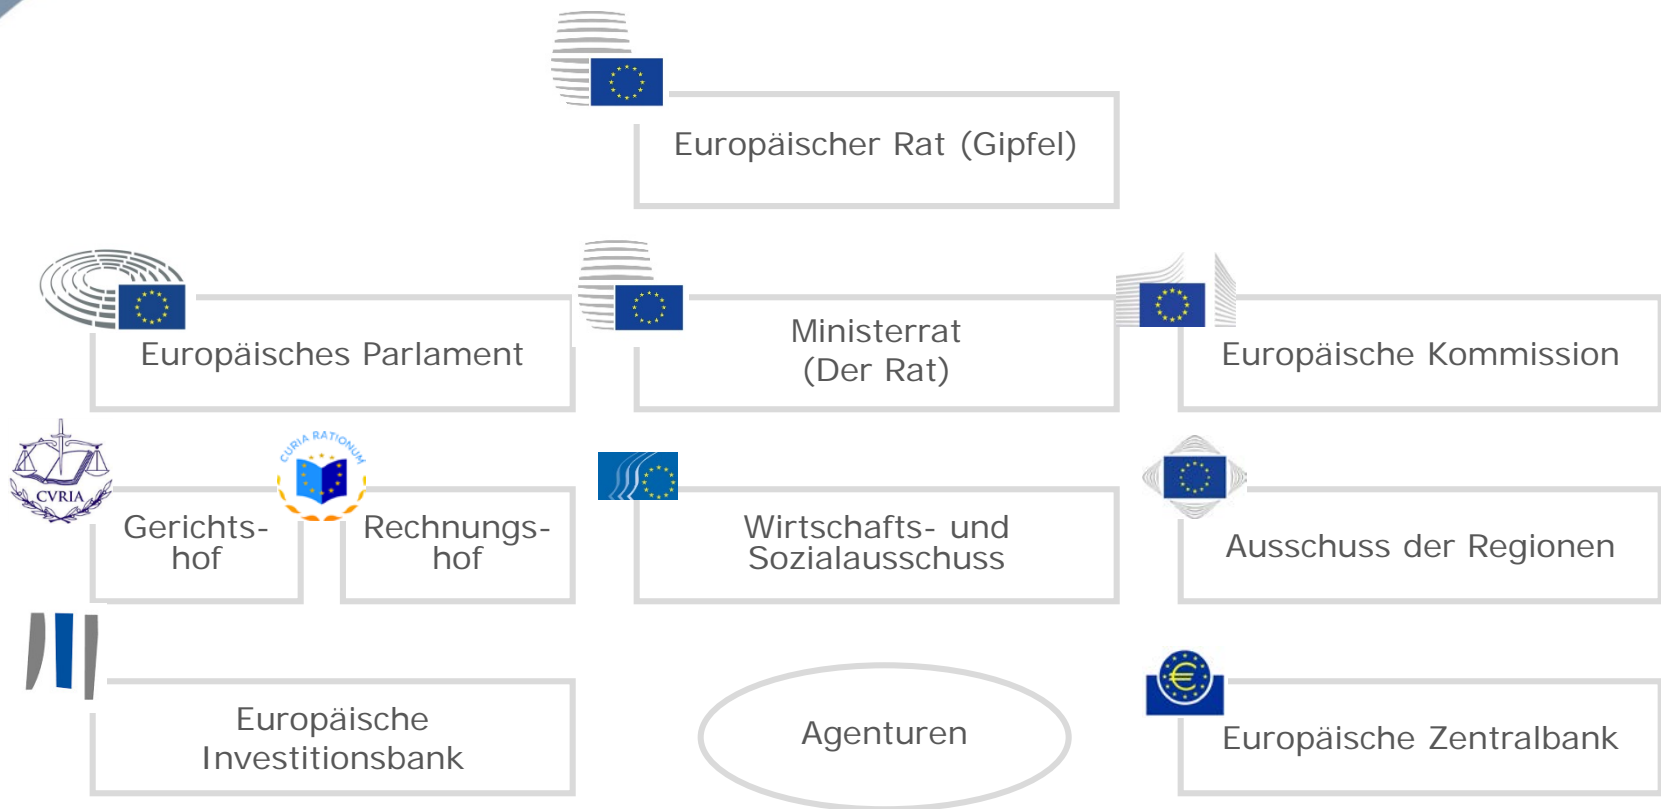 Europäischer Rat (Gipfel)
Europäisches Parlament
Ministerrat
(Der Rat)
Europäische Kommission
CVRIA
Gerichts-
hof
CURIA RATIONUM
Rechnungs-
hof
Wirtschafts- und
Sozialausschuss
Ausschuss der Regionen
Europäische
Investitionsbank
Agenturen
€
Europäische Zentralbank